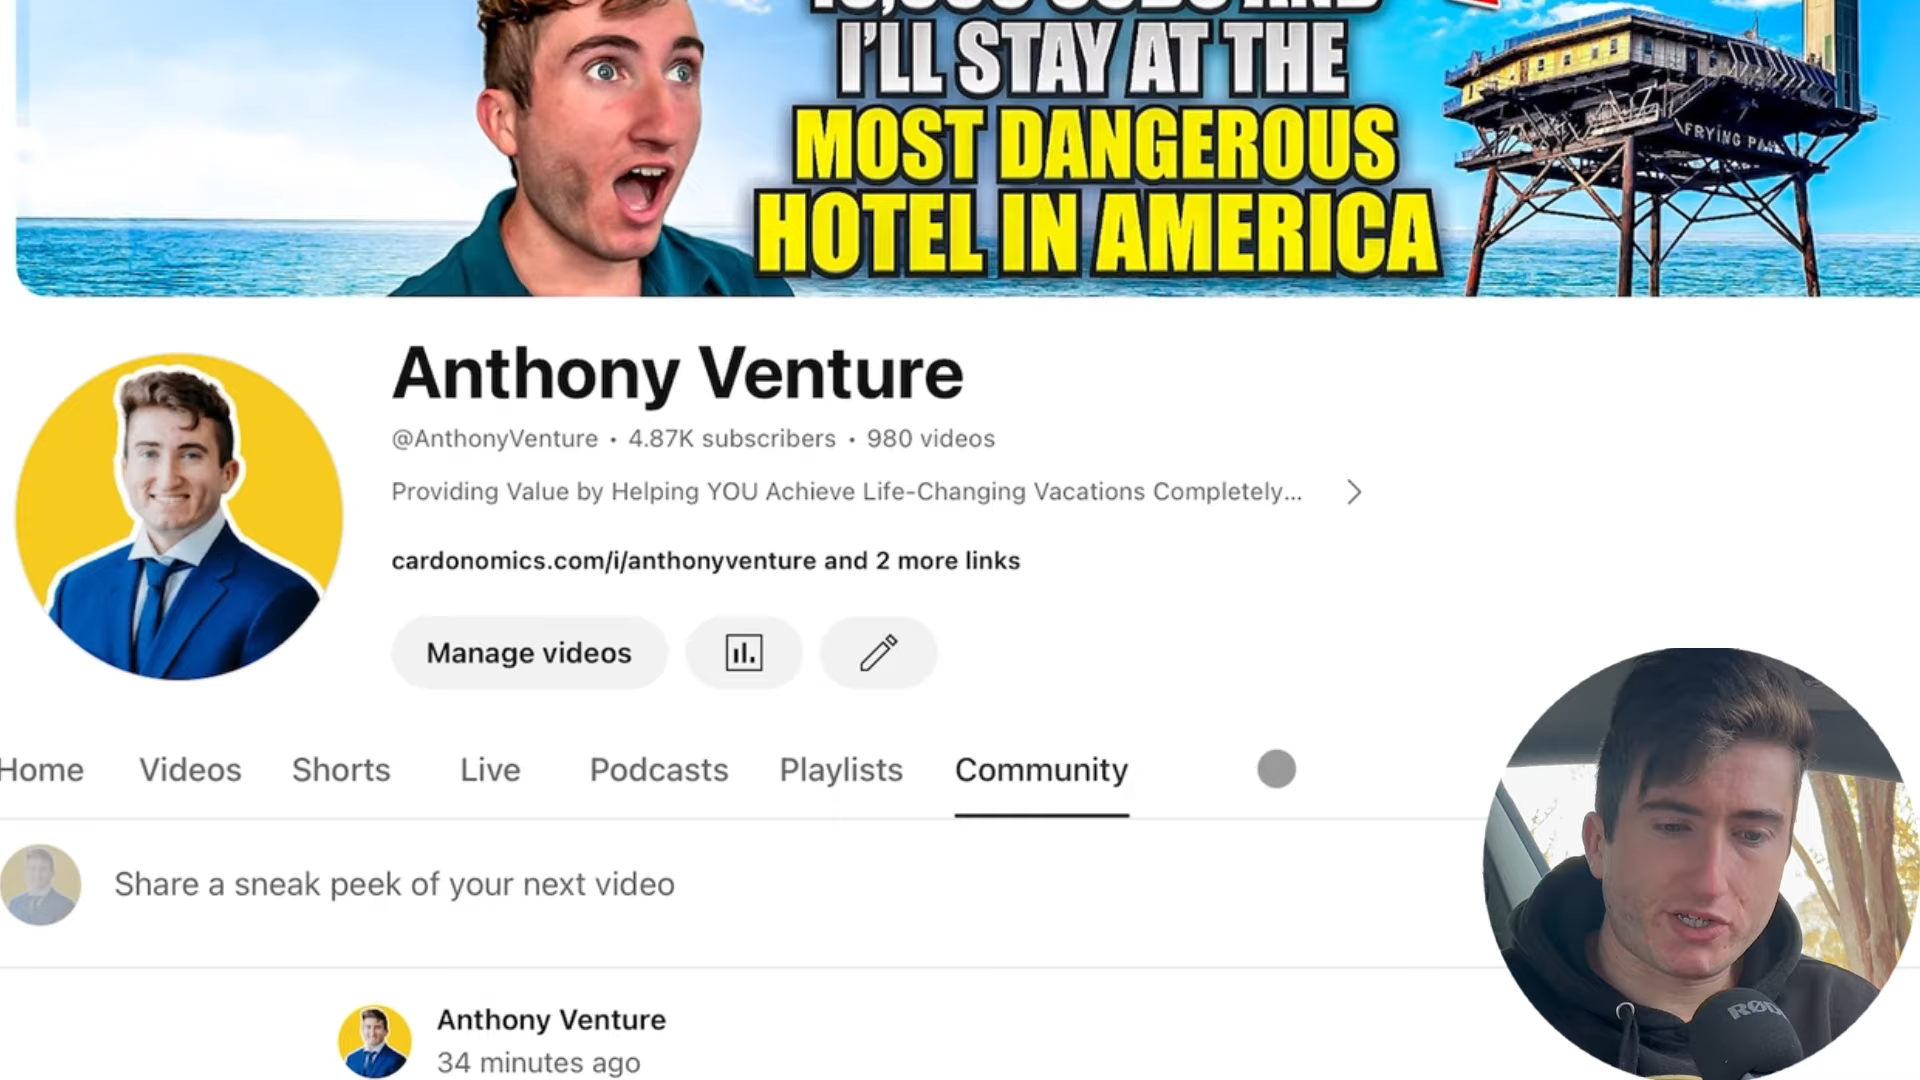 I'LL STAY AT THE
MOST DANGEROUS
HOTEL IN AMERICA
FRYING PAN
Anthony Venture
@AnthonyVenture • 4.87K subscribers • 980 videos
Providing Value by Helping YOU Achieve Life-Changing Vacations Completely...
cardonomics.com/i/anthonyventure and 2 more links
Manage videos
Home Videos Shorts Live Podcasts Playlists Community
Share a sneak peek of your next video
Anthony Venture
34 minutes ago
RØDE